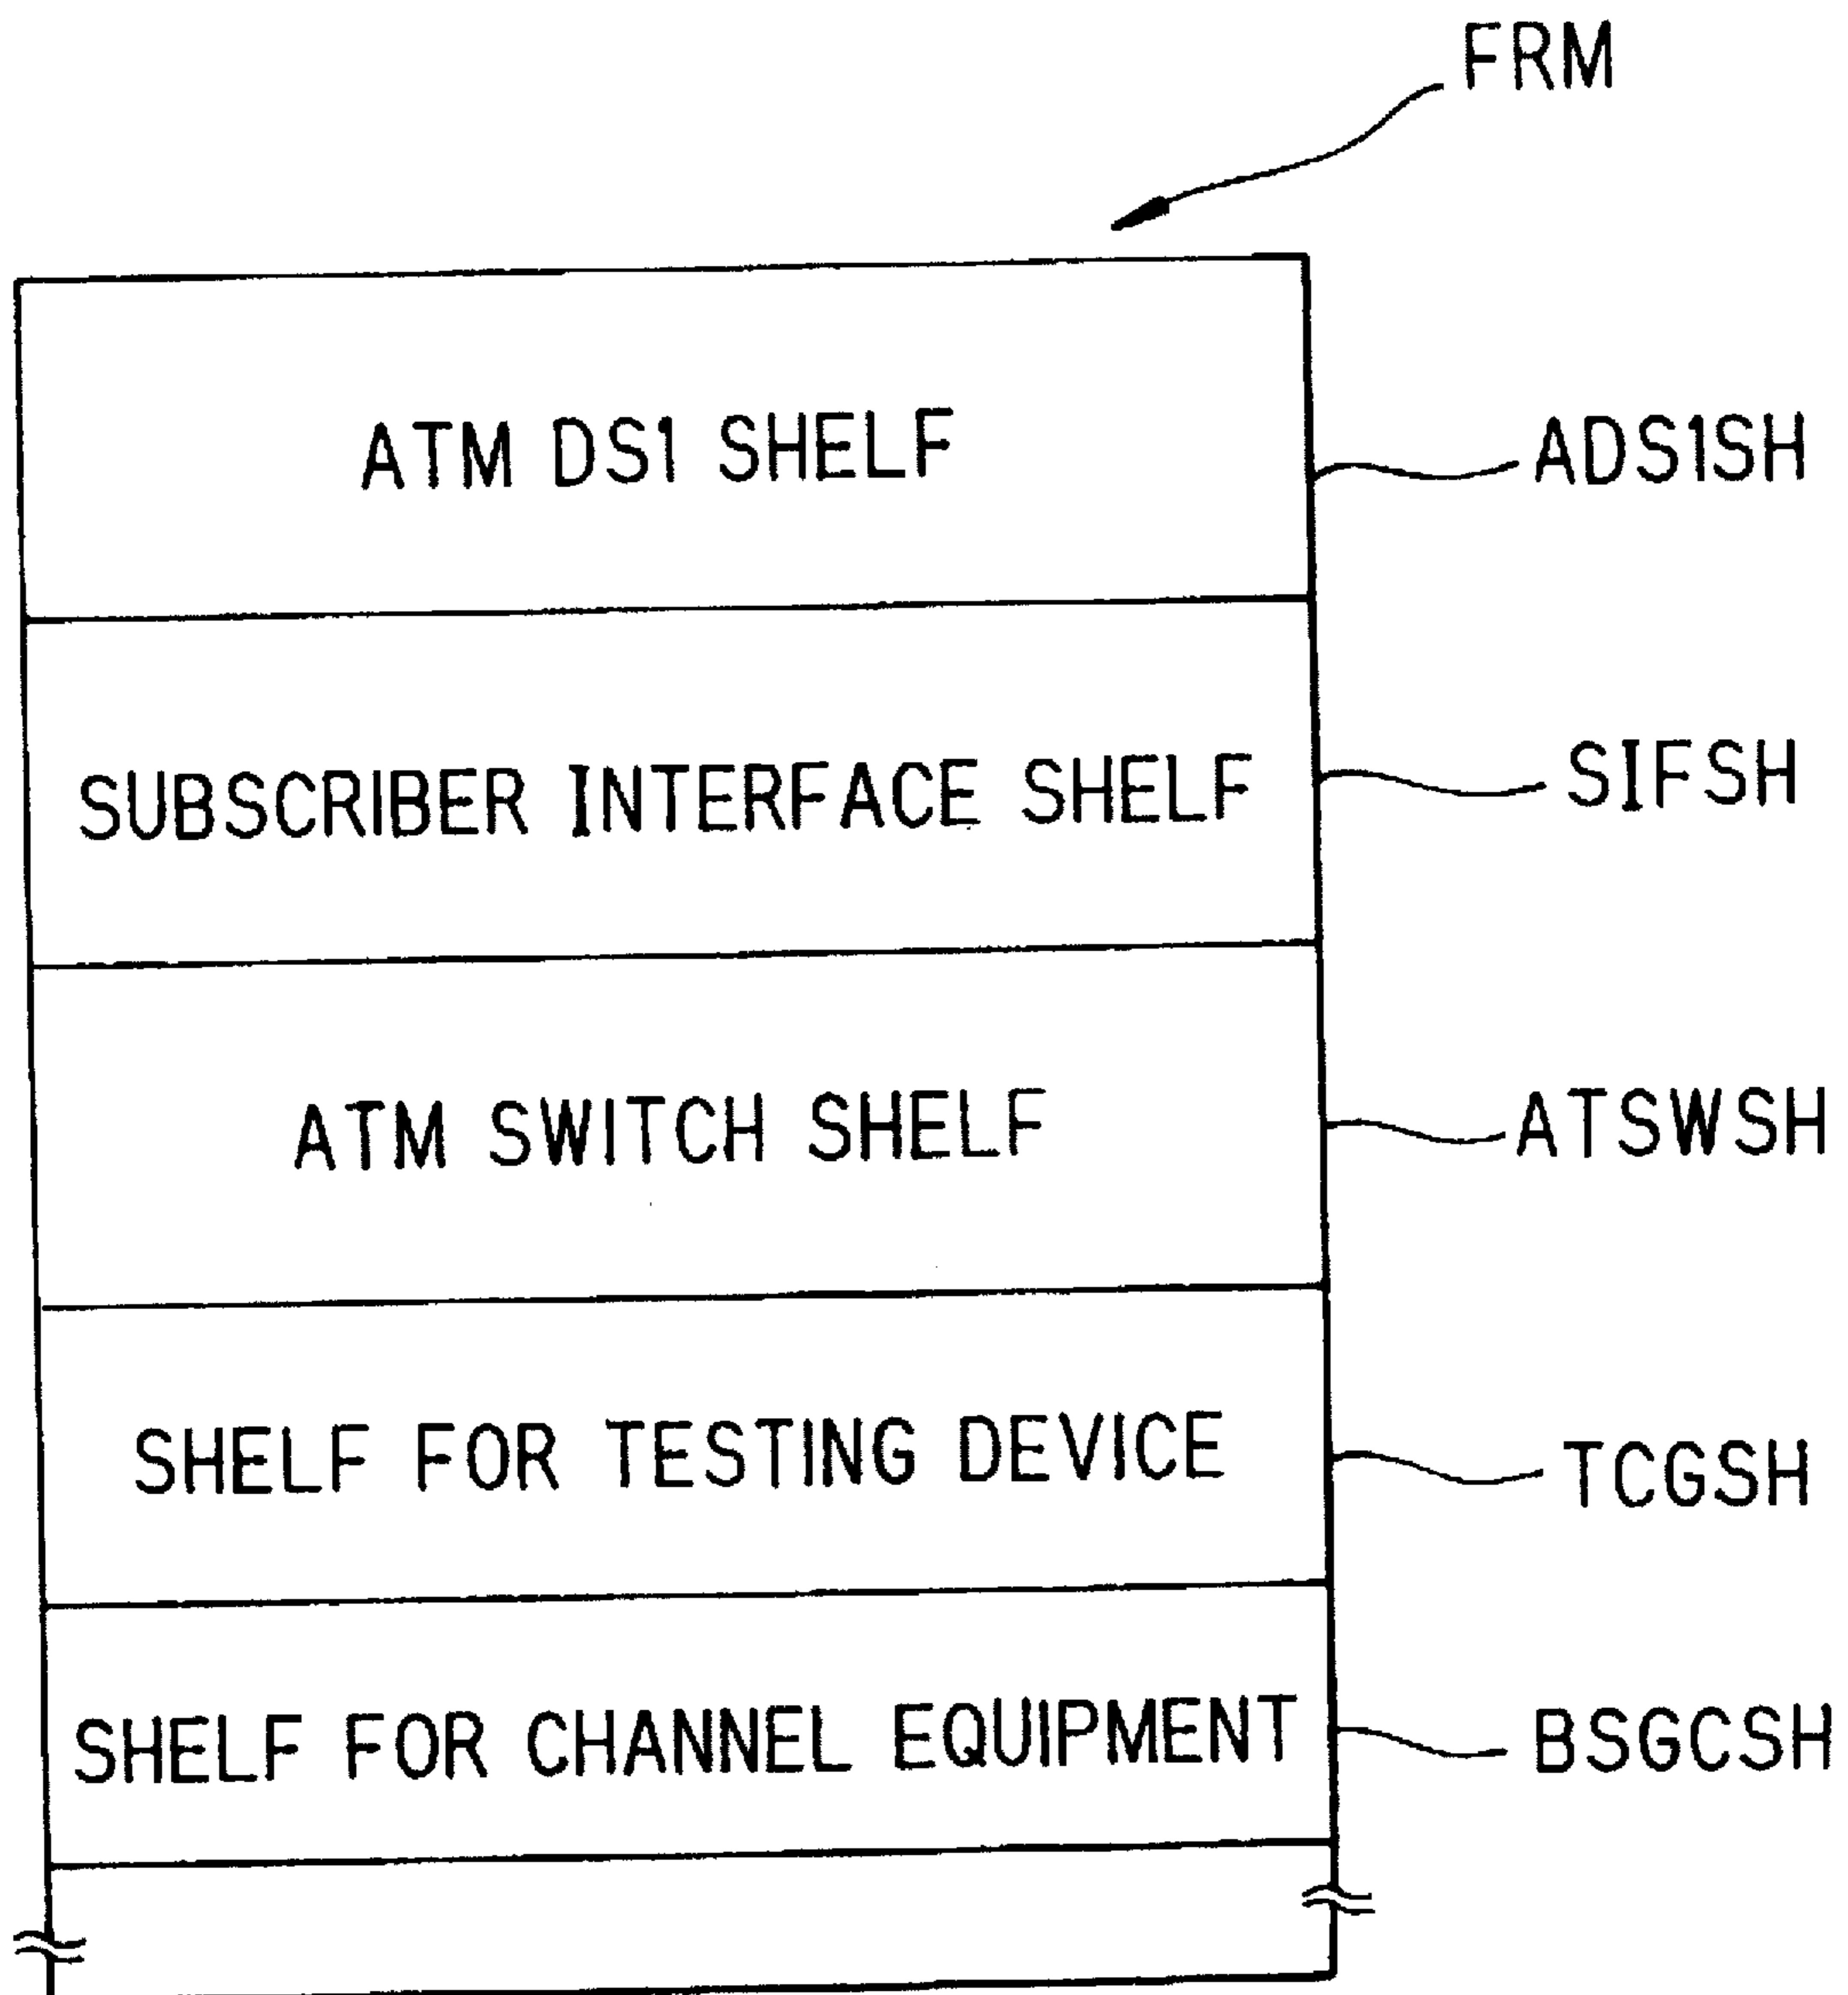 FRM
ATM DS1 SHELF
ADS1SH
SUBSCRIBER INTERFACE SHELF
SIFSH
ATM SWITCH SHELF
ATSWSH
SHELF FOR TESTING DEVICE
TCGSH
SHELF FOR CHANNEL EQUIPMENT
BSGCSH